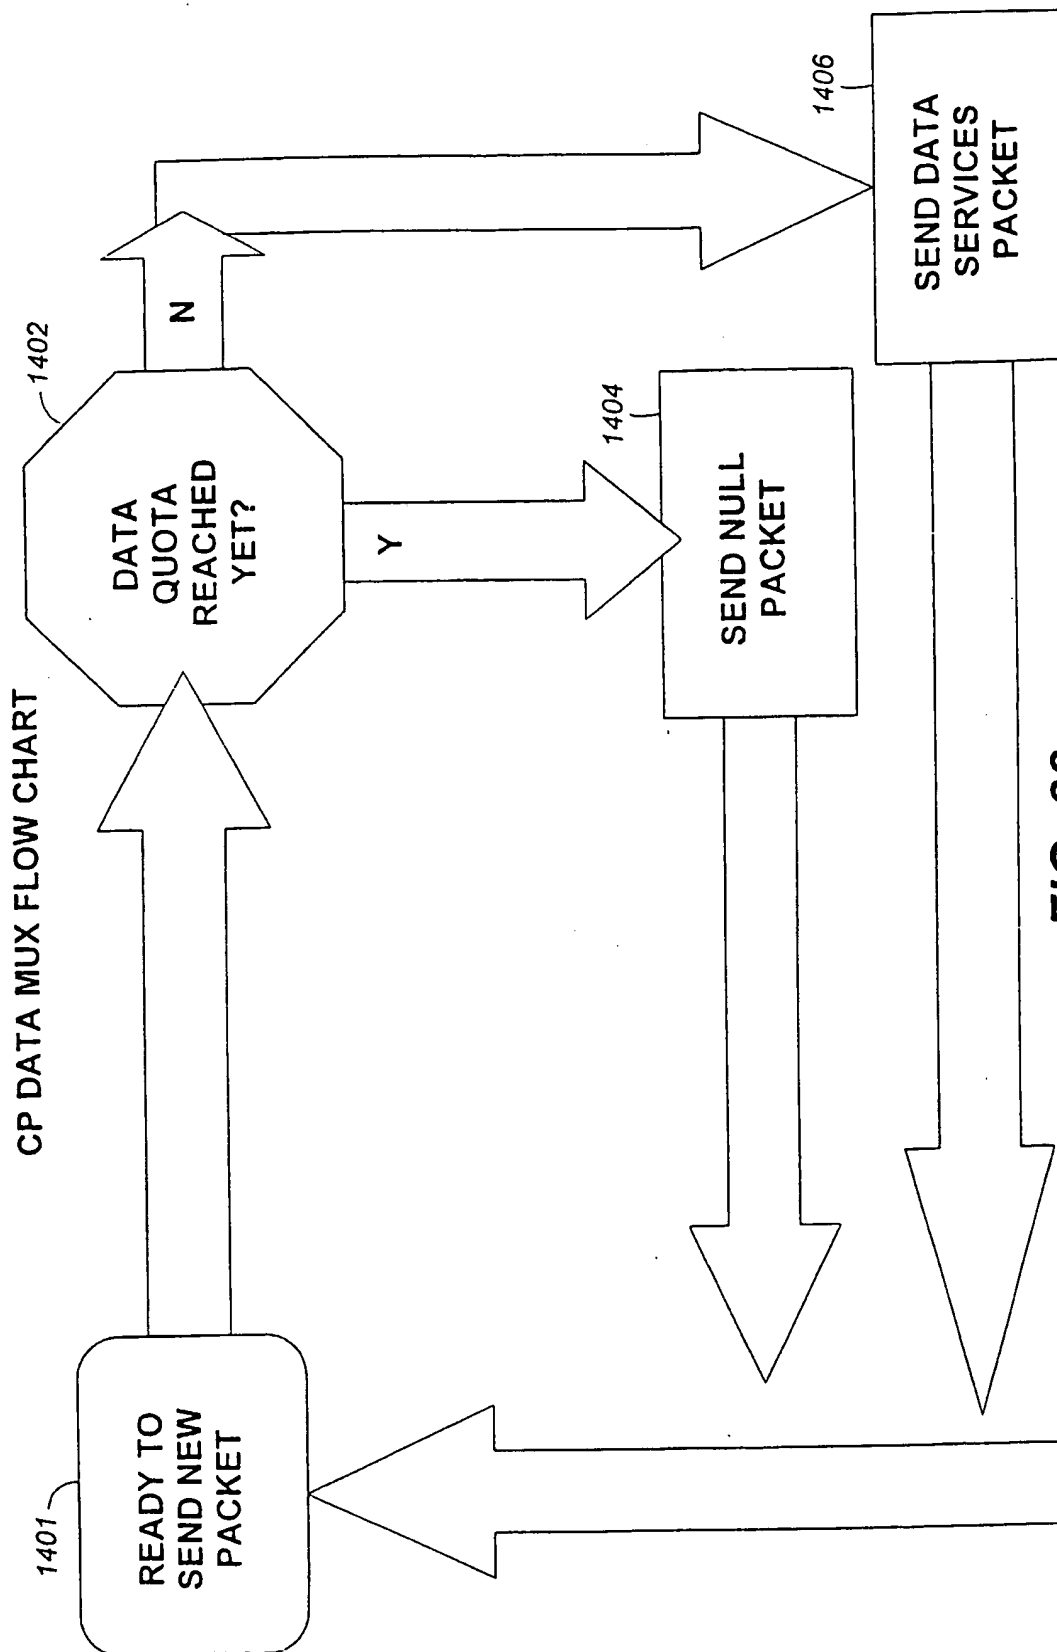 CP DATA MUX FLOW CHART
1401
READY TO
SEND NEW
PACKET
1402
DATA
QUOTA
REACHED
YET?
N
Y
1404
SEND NULL
PACKET
1406
SEND DATA
SERVICES
PACKET